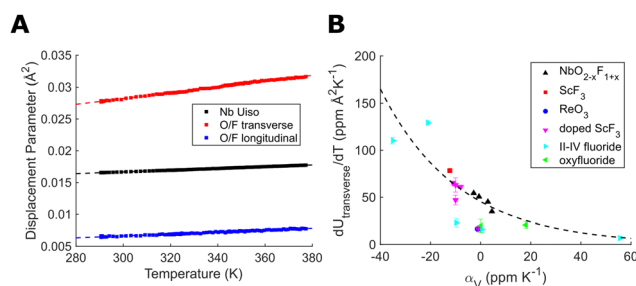 A
B
0.035
0.03
0.025
0.02
0.015
0.01
0.005
Displacement Parameter (Å²)
Nb Uiso
O/F transverse
O/F longitudinal
280
300
320
340
360
380
Temperature (K)
200
150
100
50
0
dU_transverse/dT (ppm Å²K⁻¹)
NbO₂₋ₓF₁₊ₓ
ScF₃
ReO₃
doped ScF₃
II-IV fluoride
oxyfluoride
-40
-20
0
20
40
60
α_V (ppm K⁻¹)